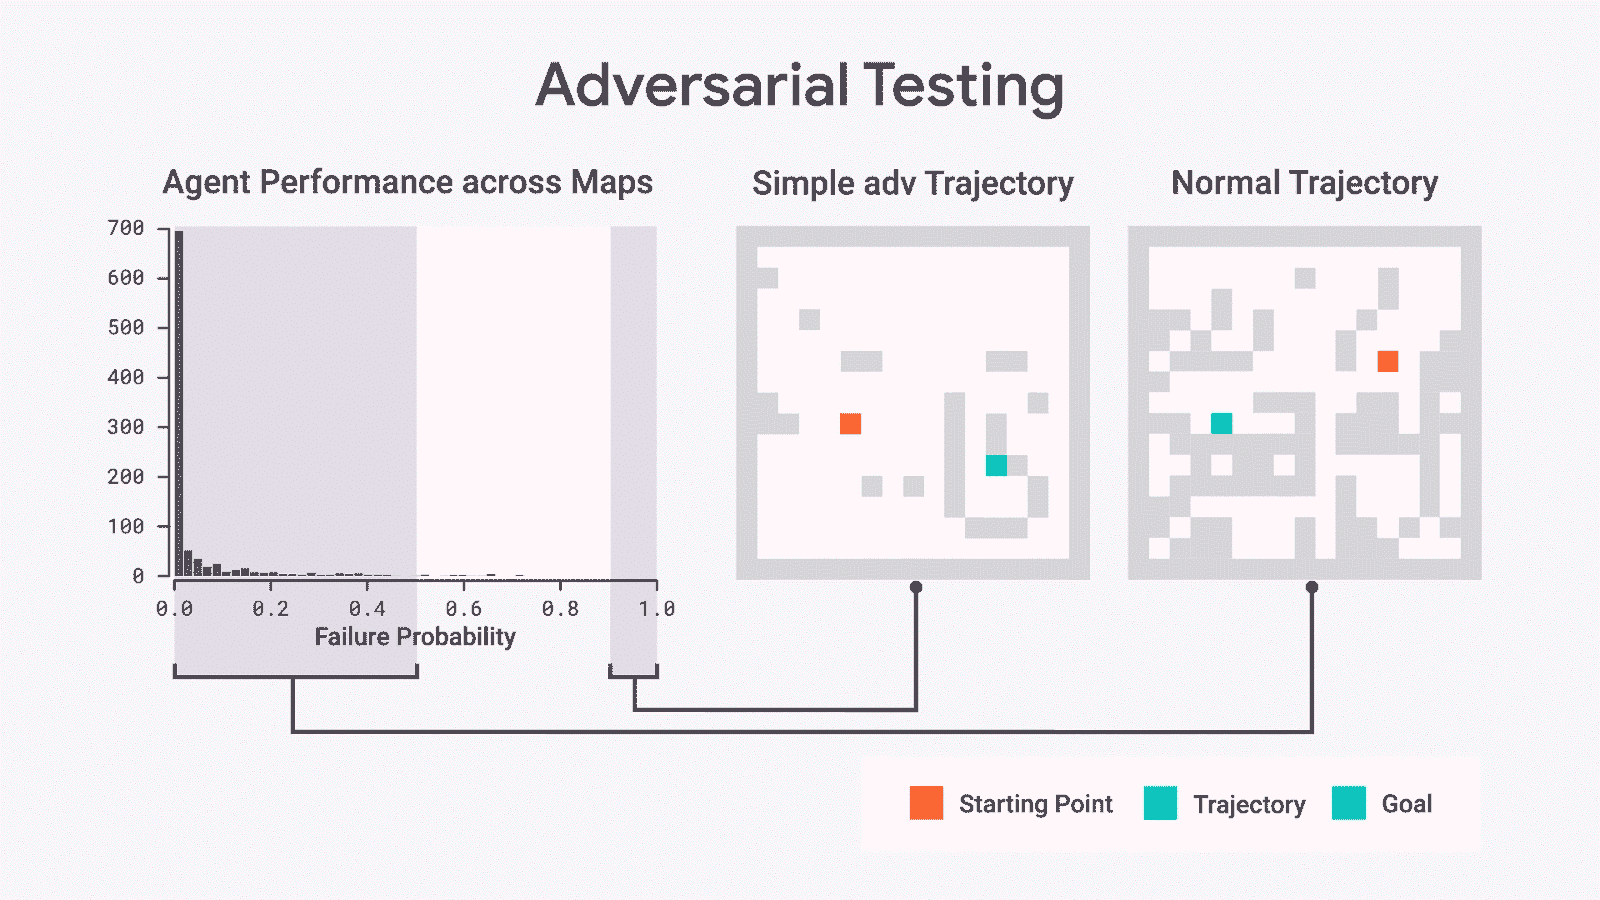 Adversarial Testing
Agent Performance across Maps
700
600
500
400
300
200
100
0
0.0 0.2 0.4 0.6 0.8 1.0
Failure Probability
Simple adv Trajectory
Normal Trajectory
Starting Point Trajectory Goal